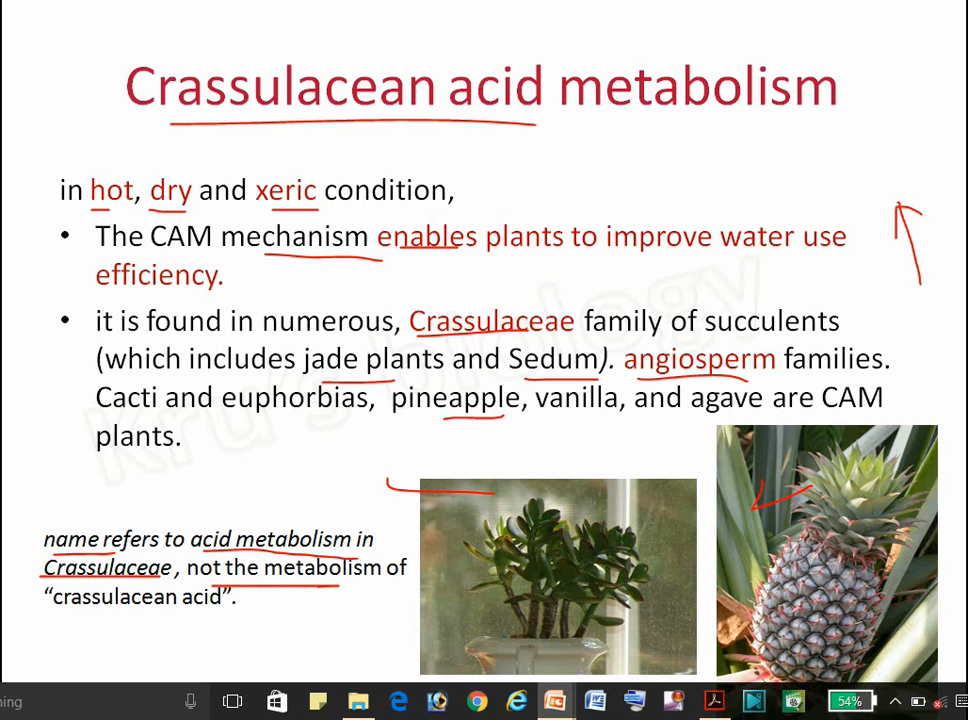 Crassulacean acid metabolism
in hot, dry and xeric condition,
• The CAM mechanism enables plants to improve water use
efficiency.
• it is found in numerous, Crassulaceae family of succulents
(which includes jade plants and Sedum). angiosperm families.
Cacti and euphorbias, pineapple, vanilla, and agave are CAM
plants.
Kru's biology
name refers to acid metabolism in
Crassulaceae, not the metabolism of
“crassulacean acid”.
ning
54%